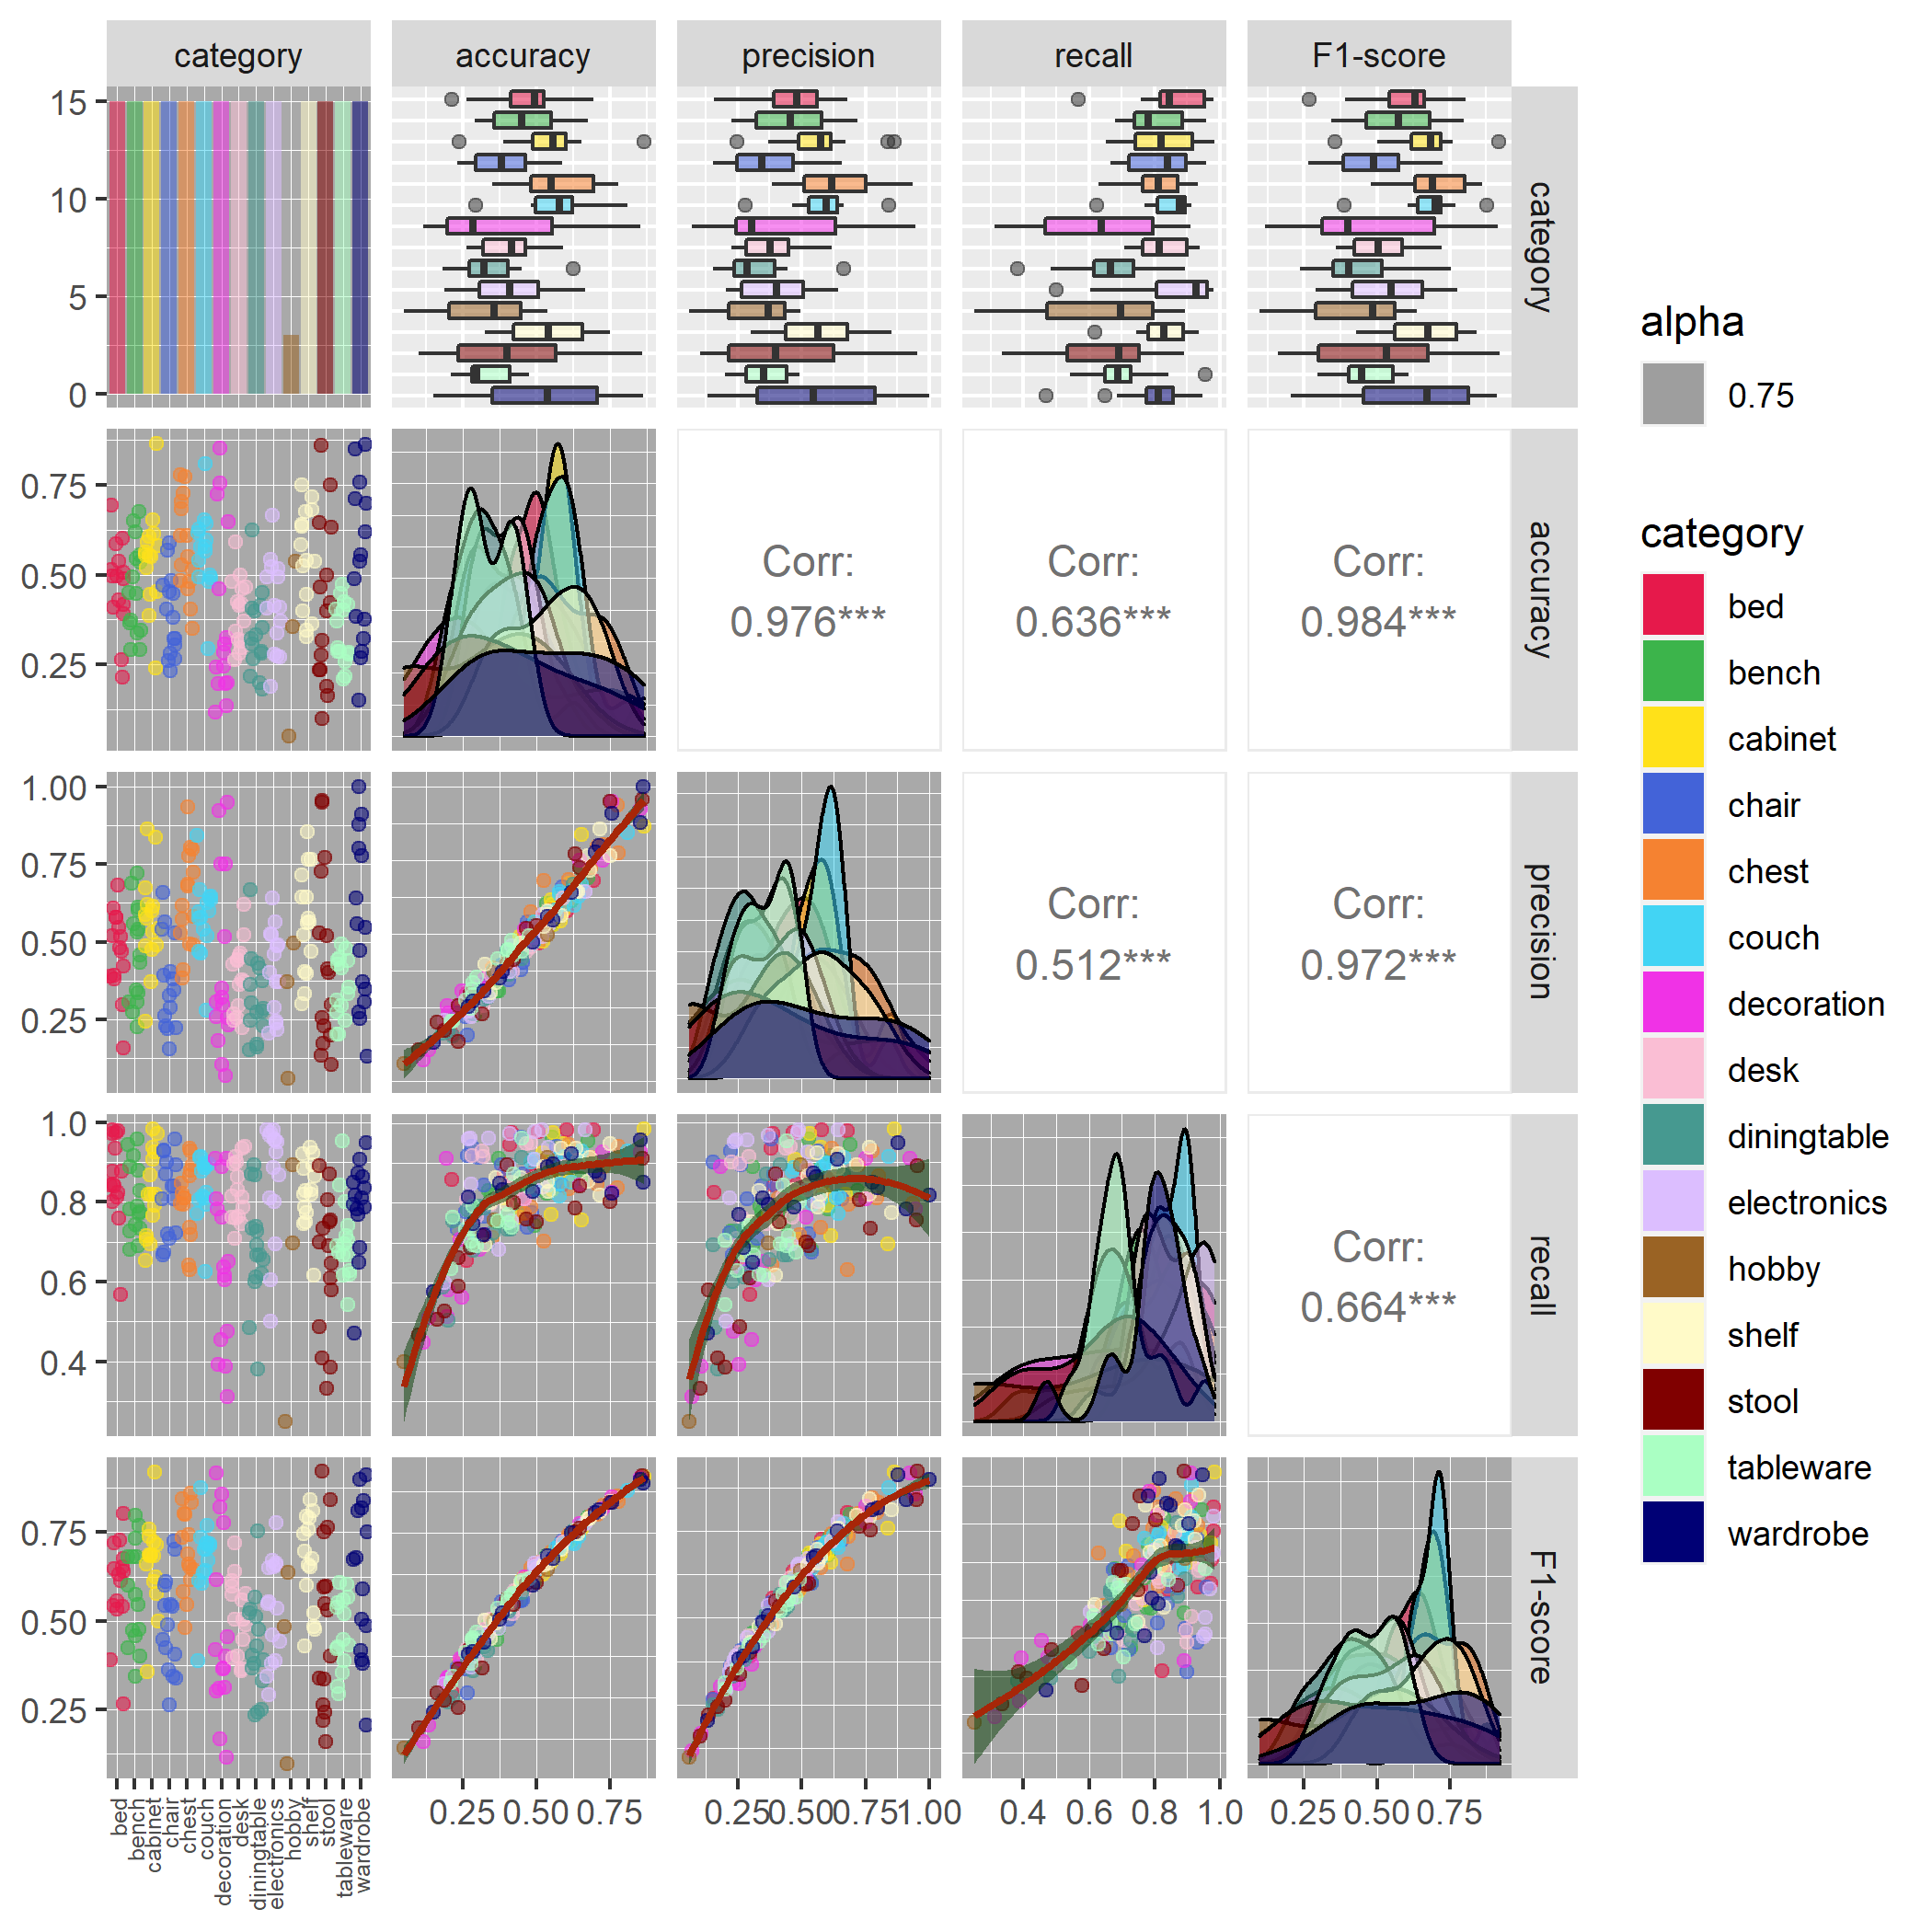 category
accuracy
precision
recall
F1-score
15
10
5
0
category
0.75
0.50
0.25
Corr:
0.976***
Corr:
0.636***
Corr:
0.984***
accuracy
1.00
0.75
0.50
0.25
Corr:
0.512***
Corr:
0.972***
precision
1.0
0.8
0.6
0.4
Corr:
0.664***
recall
0.75
0.50
0.25
F1-score
bed
bench
cabinet
chair
chest
couch
decoration
desk
diningtable
electronics
hobby
shelf
stool
tableware
wardrobe
0.25 0.50 0.75
0.25 0.50 0.75 1.00
0.4 0.6 0.8 1.0
0.25 0.50 0.75
alpha
0.75
category
bed
bench
cabinet
chair
chest
couch
decoration
desk
diningtable
electronics
hobby
shelf
stool
tableware
wardrobe